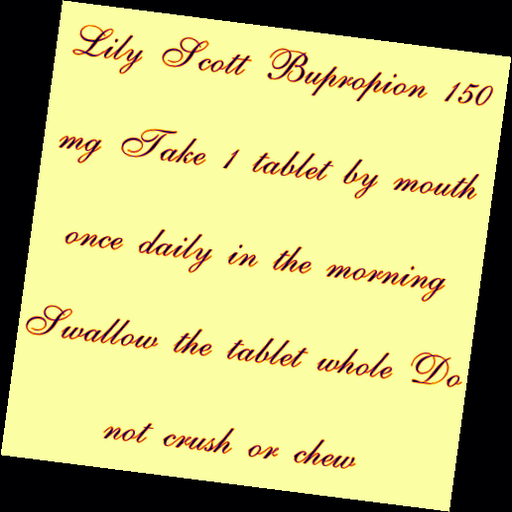 Lily Scott Bupropion 150
mg Take 1 tablet by mouth
once daily in the morning
Swallow the tablet whole Do
not crush or chew